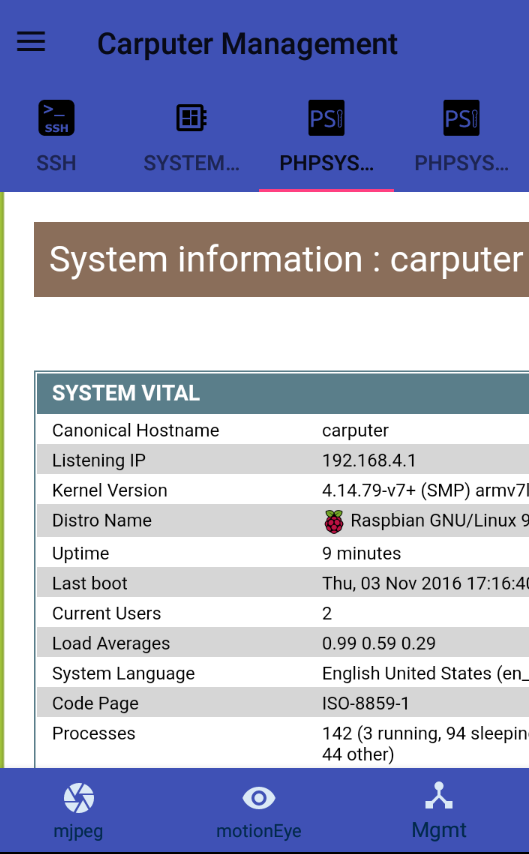 Carputer Management
>_ SSH
PSi
PSi
SSH
SYSTEM...
PHPSYS...
PHPSYS...
System information : carputer
SYSTEM VITAL
Canonical Hostname carputer
Listening IP 192.168.4.1
Kernel Version 4.14.79-v7+ (SMP) armv7l
Distro Name Raspbian GNU/Linux 9
Uptime 9 minutes
Last boot Thu, 03 Nov 2016 17:16:40
Current Users 2
Load Averages 0.99 0.59 0.29
System Language English United States (en_
Code Page ISO-8859-1
Processes 142 (3 running, 94 sleepin
44 other)
mjpeg
motionEye
Mgmt